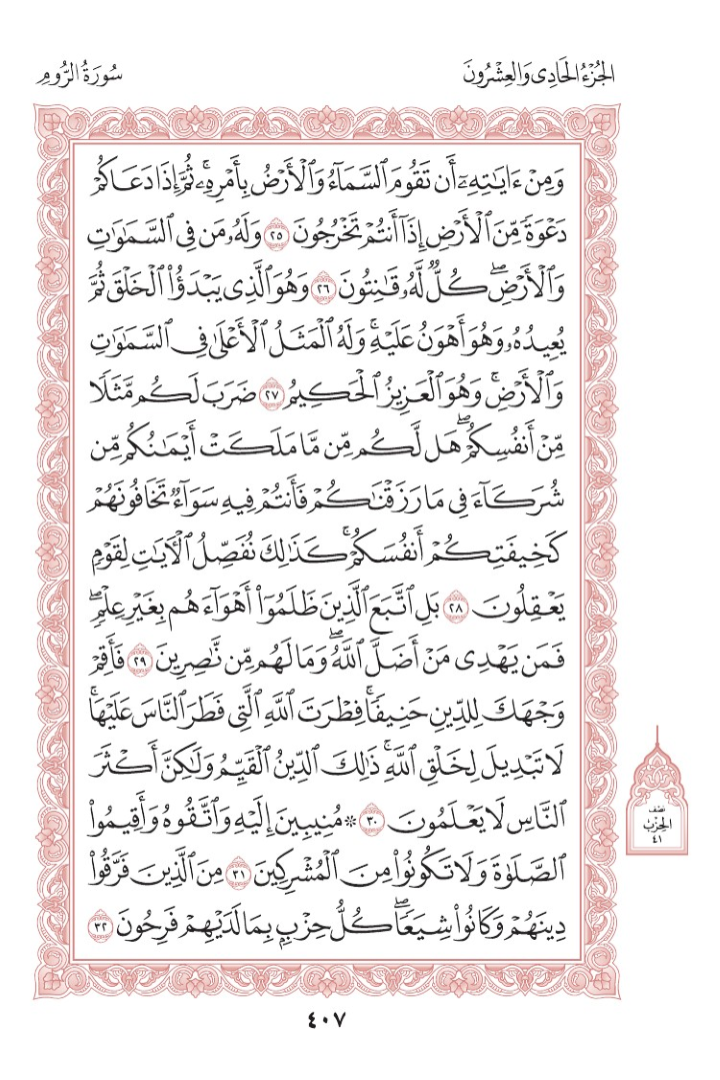 الجُزْءُ الحَادِى وَالعِشْرُونَ
سُورَةُ الرُّومِ
وَمِنْ ءَايَٰتِهِۦٓ أَن تَقُومَ ٱلسَّمَآءُ وَٱلْأَرْضُ بِأَمْرِهِۦۚ ثُمَّ إِذَا دَعَاكُمْ
دَعْوَةً مِّنَ ٱلْأَرْضِ إِذَآ أَنتُمْ تَخْرُجُونَ ٢٥ وَلَهُۥ مَن فِى ٱلسَّمَٰوَٰتِ
وَٱلْأَرْضِۖ كُلٌّ لَّهُۥ قَٰنِتُونَ ٢٦ وَهُوَ ٱلَّذِى يَبْدَؤُا۟ ٱلْخَلْقَ ثُمَّ
يُعِيدُهُۥ وَهُوَ أَهْوَنُ عَلَيْهِۚ وَلَهُ ٱلْمَثَلُ ٱلْأَعْلَىٰ فِى ٱلسَّمَٰوَٰتِ
وَٱلْأَرْضِۚ وَهُوَ ٱلْعَزِيزُ ٱلْحَكِيمُ ٢٧ ضَرَبَ لَكُم مَّثَلًا
مِّنْ أَنفُسِكُمْۖ هَل لَّكُم مِّن مَّا مَلَكَتْ أَيْمَٰنُكُم مِّن
شُرَكَآءَ فِى مَا رَزَقْنَٰكُمْ فَأَنتُمْ فِيهِ سَوَآءٌ تَخَافُونَهُمْ
كَخِيفَتِكُمْ أَنفُسَكُمْۚ كَذَٰلِكَ نُفَصِّلُ ٱلْءَايَٰتِ لِقَوْمٍ
يَعْقِلُونَ ٢٨ بَلِ ٱتَّبَعَ ٱلَّذِينَ ظَلَمُوٓا۟ أَهْوَآءَهُم بِغَيْرِ عِلْمٍۖ
فَمَن يَهْدِى مَنْ أَضَلَّ ٱللَّهُۖ وَمَا لَهُم مِّن نَّٰصِرِينَ ٢٩ فَأَقِمْ
وَجْهَكَ لِلدِّينِ حَنِيفًاۚ فِطْرَتَ ٱللَّهِ ٱلَّتِى فَطَرَ ٱلنَّاسَ عَلَيْهَاۚ
لَا تَبْدِيلَ لِخَلْقِ ٱللَّهِۚ ذَٰلِكَ ٱلدِّينُ ٱلْقَيِّمُ وَلَٰكِنَّ أَكْثَرَ
ٱلنَّاسِ لَا يَعْلَمُونَ ٣٠ ۞ مُنِيبِينَ إِلَيْهِ وَٱتَّقُوهُ وَأَقِيمُوا۟
ٱلصَّلَوٰةَ وَلَا تَكُونُوا۟ مِنَ ٱلْمُشْرِكِينَ ٣١ مِنَ ٱلَّذِينَ فَرَّقُوا۟
دِينَهُمْ وَكَانُوا۟ شِيَعًاۖ كُلُّ حِزْبٍۭ بِمَا لَدَيْهِمْ فَرِحُونَ ٣٢
نصف
الحِزْب
٤١
٤٠٧